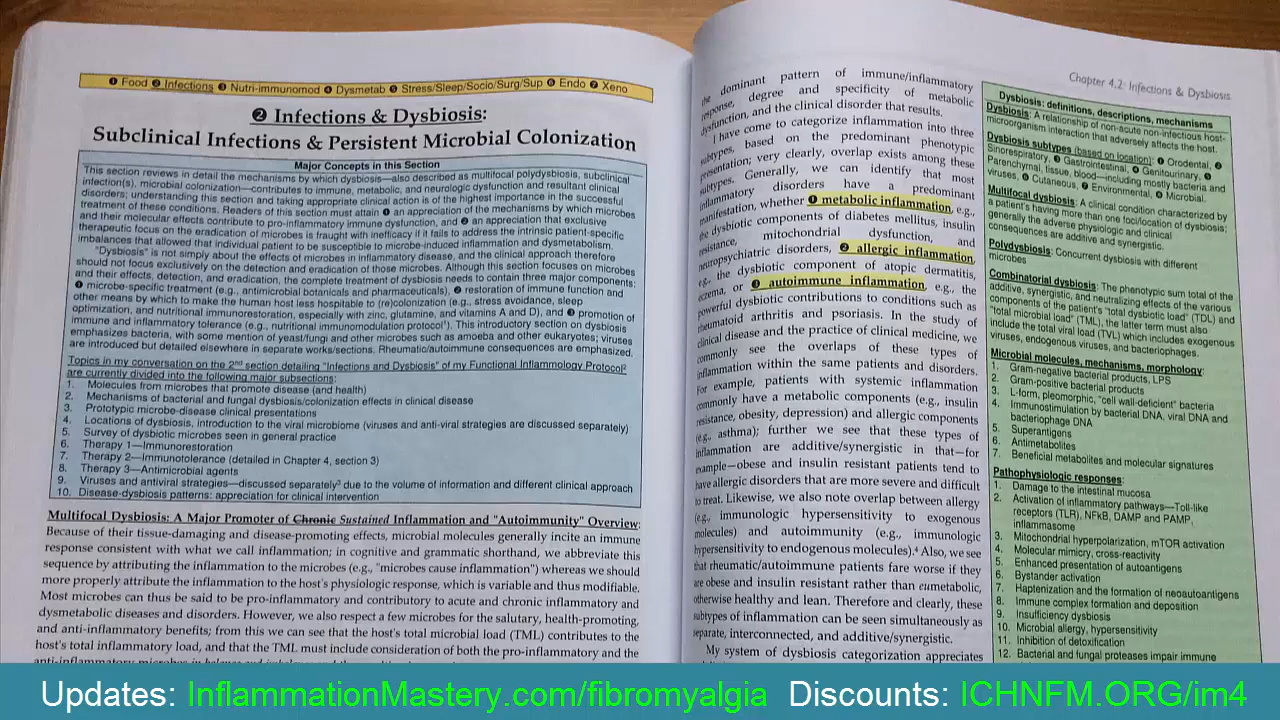 ❶ Food ❷ Infections ❸ Nutri-immunomod ❹ Dysmetab ❺ Stress/Sleep/Socio/Surg/Sup ❻ Endo ❼ Xeno
❷ Infections & Dysbiosis:
Subclinical Infections & Persistent Microbial Colonization
Major Concepts in this Section
This section reviews in detail the mechanisms by which dysbiosis—also described as multifocal polydysbiosis, subclinical
infection(s), microbial colonization—contributes to immune, metabolic, and neurologic dysfunction and resultant clinical
disorders; understanding this section and taking appropriate clinical action is of the highest importance in the successful
treatment of these conditions. Readers of this section must attain ❶ an appreciation of the mechanisms by which microbes
and their molecular effects contribute to pro-inflammatory immune dysfunction, and ❷ an appreciation that exclusive
therapeutic focus on the eradication of microbes is fraught with inefficacy if it fails to address the intrinsic patient-specific
imbalances that allowed that individual patient to be susceptible to microbe-induced inflammation and dysmetabolism.
"Dysbiosis" is not simply about the effects of microbes in inflammatory disease, and the clinical approach therefore
should not focus exclusively on the detection and eradication of those microbes. Although this section focuses on microbes
and their effects, detection, and eradication, the complete treatment of dysbiosis needs to contain three major components:
❶ microbe-specific treatment (e.g., antimicrobial botanicals and pharmaceuticals), ❷ restoration of immune function and
other means by which to make the human host less hospitable to (re)colonization (e.g., stress avoidance, sleep
optimization, and nutritional immunorestoration, especially with zinc, glutamine, and vitamins A and D), and ❸ promotion of
immune and inflammatory tolerance (e.g., nutritional immunomodulation protocol¹). This introductory section on dysbiosis
emphasizes bacteria, with some mention of yeast/fungi and other microbes such as amoeba and other eukaryotes; viruses
are introduced but detailed elsewhere in separate works/sections. Rheumatic/autoimmune consequences are emphasized.
Topics in my conversation on the 2nd section detailing "Infections and Dysbiosis" of my Functional Inflammology Protocol²
are currently divided into the following major subsections:
1. Molecules from microbes that promote disease (and health)
2. Mechanisms of bacterial and fungal dysbiosis/colonization effects in clinical disease
3. Prototypic microbe-disease clinical presentations
4. Locations of dysbiosis, introduction to the viral microbiome (viruses and anti-viral strategies are discussed separately)
5. Survey of dysbiotic microbes seen in general practice
6. Therapy 1—Immunorestoration
7. Therapy 2—Immunotolerance (detailed in Chapter 4, section 3)
8. Therapy 3—Antimicrobial agents
9. Viruses and antiviral strategies—discussed separately³ due to the volume of information and different clinical approach
10. Disease-dysbiosis patterns: appreciation for clinical intervention
Multifocal Dysbiosis: A Major Promoter of Chronic Sustained Inflammation and "Autoimmunity" Overview:
Because of their tissue-damaging and disease-promoting effects, microbial molecules generally incite an immune
response consistent with what we call inflammation; in cognitive and grammatic shorthand, we abbreviate this
sequence by attributing the inflammation to the microbes (e.g., "microbes cause inflammation") whereas we should
more properly attribute the inflammation to the host's physiologic response, which is variable and thus modifiable.
Most microbes can thus be said to be pro-inflammatory and contributory to acute and chronic inflammatory and
dysmetabolic diseases and disorders. However, we also respect a few microbes for the salutary, health-promoting,
and anti-inflammatory benefits; from this we can see that the host's total microbial load (TML) contributes to the
host's total inflammatory load, and that the TML must include consideration of both the pro-inflammatory and the
Chapter 4.2: Infections & Dysbiosis
the dominant pattern of immune/inflammatory
response, degree and specificity of metabolic
dysfunction, and the clinical disorder that results.
I have come to categorize inflammation into three
subtypes, based on the predominant phenotypic
presentation; very clearly, overlap exists among these
subtypes. Generally, we can identify that most
inflammatory disorders have a predominant
manifestation, whether ❶ metabolic inflammation, e.g.,
the dysbiotic components of diabetes mellitus, insulin
resistance, mitochondrial dysfunction, and
neuropsychiatric disorders, ❷ allergic inflammation,
e.g., the dysbiotic component of atopic dermatitis,
eczema, or ❸ autoimmune inflammation, e.g., the
powerful dysbiotic contributions to conditions such as
rheumatoid arthritis and psoriasis. In the study of
clinical disease and the practice of clinical medicine, we
commonly see the overlaps of these types of
inflammation within the same patients and disorders.
For example, patients with systemic inflammation
commonly have a metabolic components (e.g., insulin
resistance, obesity, depression) and allergic components
(e.g., asthma); further we see that these types of
inflammation are additive/synergistic in that—for
example—obese and insulin resistant patients tend to
have allergic disorders that are more severe and difficult
to treat. Likewise, we also note overlap between allergy
(e.g., immunologic hypersensitivity to exogenous
molecules) and autoimmunity (e.g., immunologic
hypersensitivity to endogenous molecules).⁴ Also, we see
that rheumatic/autoimmune patients fare worse if they
are obese and insulin resistant rather than eumetabolic,
otherwise healthy and lean. Therefore and clearly, these
subtypes of inflammation can be seen simultaneously as
separate, interconnected, and additive/synergistic.
My system of dysbiosis categorization appreciates
Dysbiosis: definitions, descriptions, mechanisms
Dysbiosis: A relationship of non-acute non-infectious host-
microorganism interaction that adversely affects the host.
Dysbiosis subtypes (based on location): ❶ Orodental, ❷
Sinorespiratory, ❸ Gastrointestinal, ❹ Genitourinary, ❺
Parenchymal, tissue, blood—including mostly bacteria and
viruses, ❻ Cutaneous, ❼ Environmental, ❽ Microbial.
Multifocal dysbiosis: A clinical condition characterized by
a patient's having more than one foci/location of dysbiosis;
generally the adverse physiologic and clinical
consequences are additive and synergistic.
Polydysbiosis: Concurrent dysbiosis with different
microbes
Combinatorial dysbiosis: The phenotypic sum total of the
additive, synergistic, and neutralizing effects of the various
components of the patient's "total dysbiotic load" (TDL) and
"total microbial load" (TML), the latter term must also
include the total viral load (TVL) which includes exogenous
viruses, endogenous viruses, and bacteriophages.
Microbial molecules, mechanisms, morphology:
1. Gram-negative bacterial products, LPS
2. Gram-positive bacterial products
3. L-form, pleomorphic, "cell wall-deficient" bacteria
4. Immunostimulation by bacterial DNA, viral DNA and
bacteriophage DNA
5. Superantigens
6. Antimetabolites
7. Beneficial metabolites and molecular signatures
Pathophysiologic responses:
1. Damage to the intestinal mucosa
2. Activation of inflammatory pathways—Toll-like
receptors (TLR), NFkB, DAMP and PAMP,
inflammasome
3. Mitochondrial hyperpolarization, mTOR activation
4. Molecular mimicry, cross-reactivity
5. Enhanced presentation of autoantigens
6. Bystander activation
7. Haptenization and the formation of neoautoantigens
8. Immune complex formation and deposition
9. Insufficiency dysbiosis
10. Microbial allergy, hypersensitivity
11. Inhibition of detoxification
12. Bacterial and fungal proteases impair immune
Updates: InflammationMastery.com/fibromyalgia Discounts: ICHNFM.ORG/im4